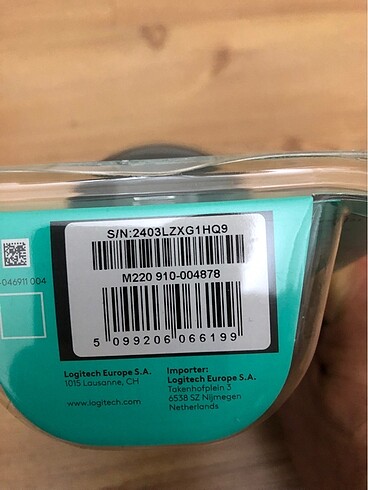 S/N:2403LZXG1HQ9
M220 910-004878
5 099206 066199
-046911 004
Logitech Europe S.A.
1015 Lausanne, CH
www.logitech.com
Importer:
Logitech Europe S.A.
Takenhofplein 3
6538 SZ Nijmegen
Netherlands